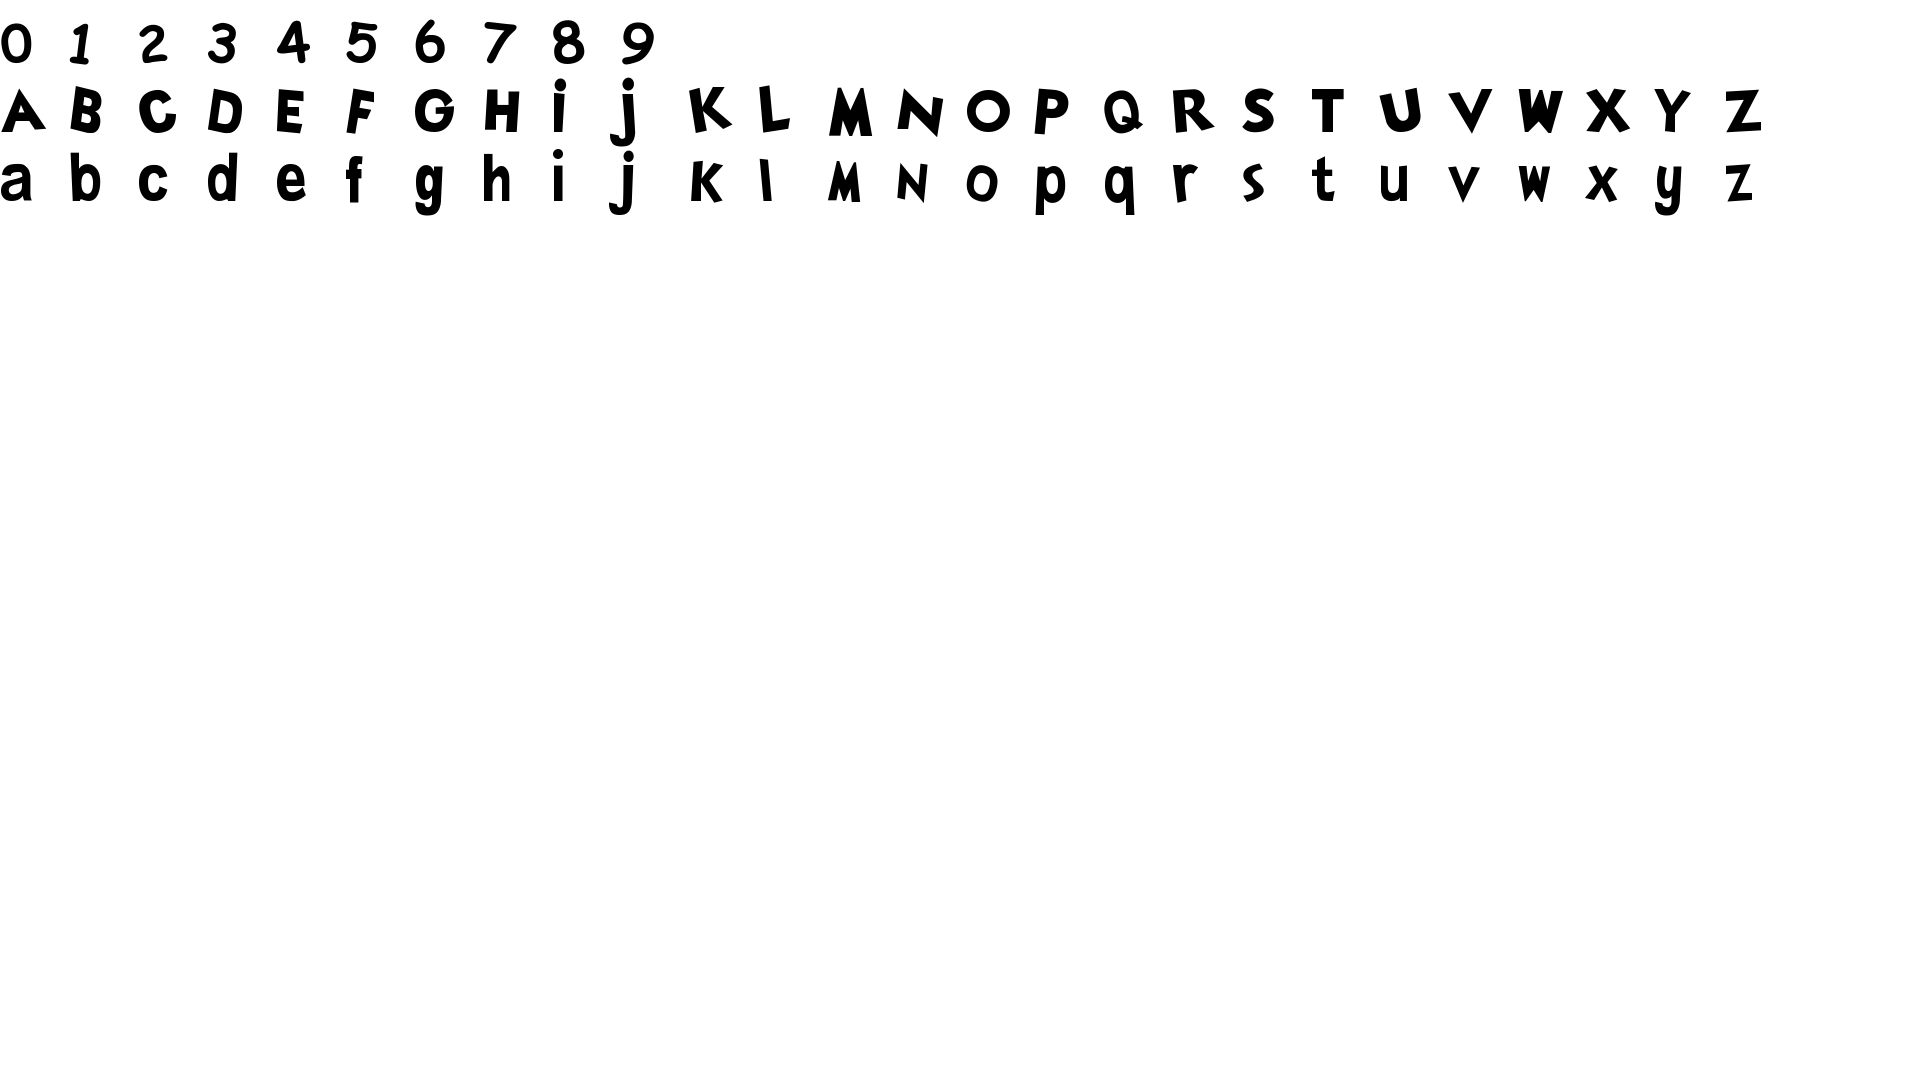 0 1 2 3 4 5 6 7 8 9
A B C D E F G H i j K L M N O P Q R S T U V W X Y Z
a b c d e f g h i j K l M N o p q r s t u v w x y z